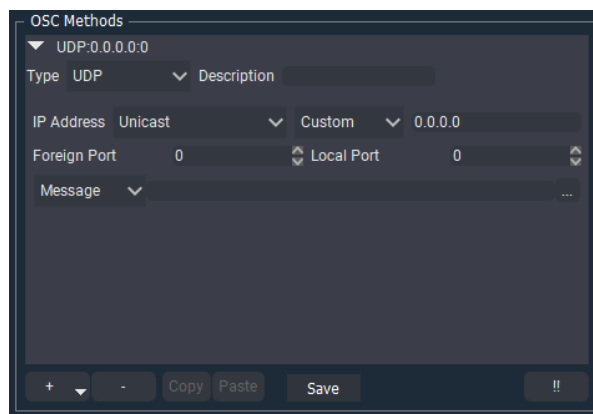 OSC Methods
UDP:0.0.0.0:0
Type UDP Description
IP Address Unicast Custom 0.0.0.0
Foreign Port 0 Local Port 0
Message ...
+ - Copy Paste Save !!